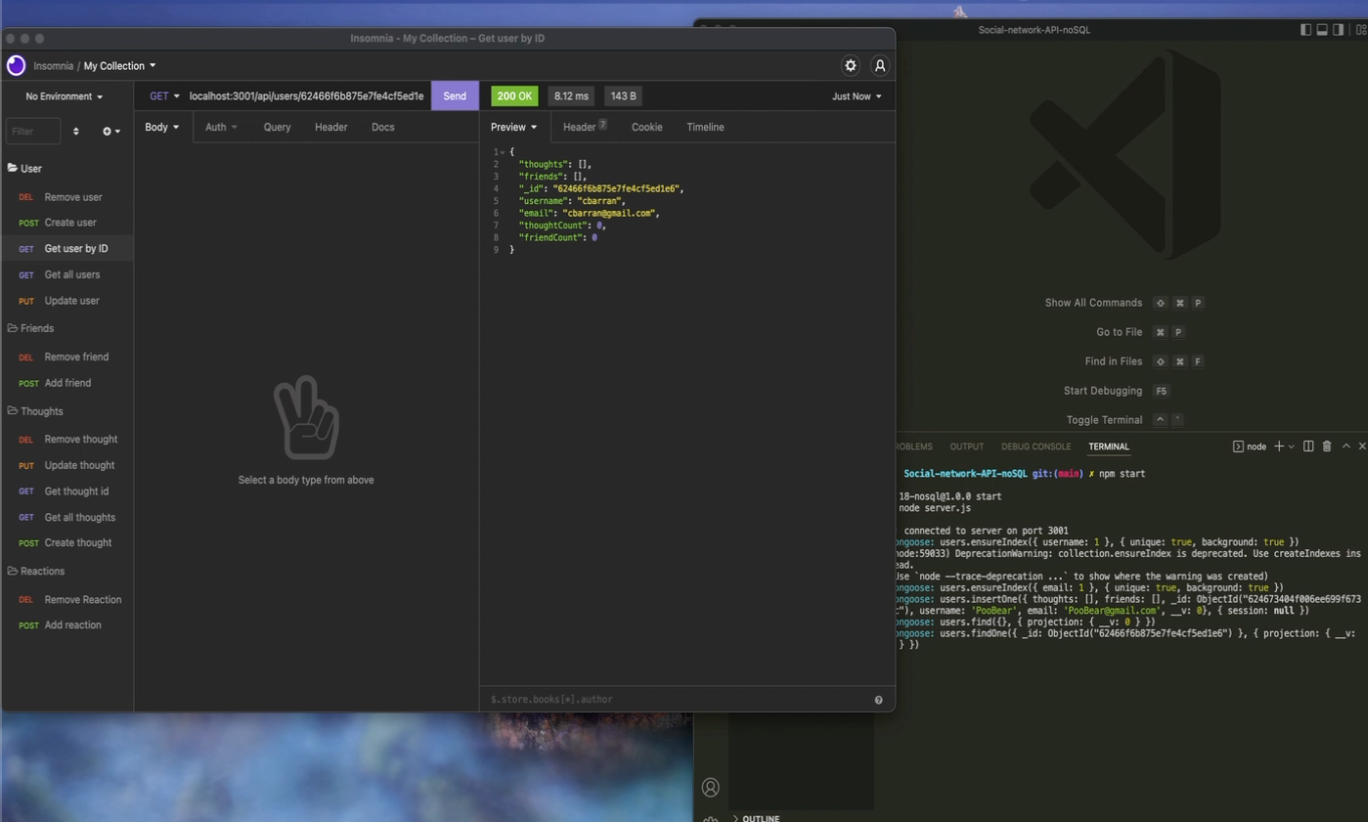 Insomnia - My Collection – Get user by ID
Social-network-API-noSQL
Insomnia / My Collection
No Environment
GET localhost:3001/api/users/62466f6b875e7fe4cf5ed1e
Send
200 OK 8.12 ms 143 B
Just Now
Filter
Body Auth Query Header Docs
Preview Header 7 Cookie Timeline
User
DEL Remove user
POST Create user
GET Get user by ID
GET Get all users
PUT Update user
Friends
DEL Remove friend
POST Add friend
Thoughts
DEL Remove thought
PUT Update thought
GET Get thought id
GET Get all thoughts
POST Create thought
Reactions
DEL Remove Reaction
POST Add reaction
Select a body type from above
1 {
2 "thoughts": [],
3 "friends": [],
4 "_id": "62466f6b875e7fe4cf5ed1e6",
5 "username": "cbarran",
6 "email": "cbarran@gmail.com",
7 "thoughtCount": 0,
8 "friendCount": 0
9 }
$.store.books[*].author
Show All Commands ⇧ ⌘ P
Go to File ⌘ P
Find in Files ⇧ ⌘ F
Start Debugging F5
Toggle Terminal ⌃ `
ROBLEMS OUTPUT DEBUG CONSOLE TERMINAL
node
Social-network-API-noSQL git:(main) ✗ npm start
18-nosql@1.0.0 start
node server.js
connected to server on port 3001
ongoose: users.ensureIndex({ username: 1 }, { unique: true, background: true })
node:59033) DeprecationWarning: collection.ensureIndex is deprecated. Use createIndexes ins
ead.
Use `node --trace-deprecation ...` to show where the warning was created)
ongoose: users.ensureIndex({ email: 1 }, { unique: true, background: true })
ongoose: users.insertOne({ thoughts: [], friends: [], _id: ObjectId("624673404f006ee699f673
c"), username: 'PooBear', email: 'PooBear@gmail.com', __v: 0}, { session: null })
ongoose: users.find({}, { projection: { __v: 0 } })
ongoose: users.findOne({ _id: ObjectId("62466f6b875e7fe4cf5ed1e6") }, { projection: { __v:
} })
OUTLINE